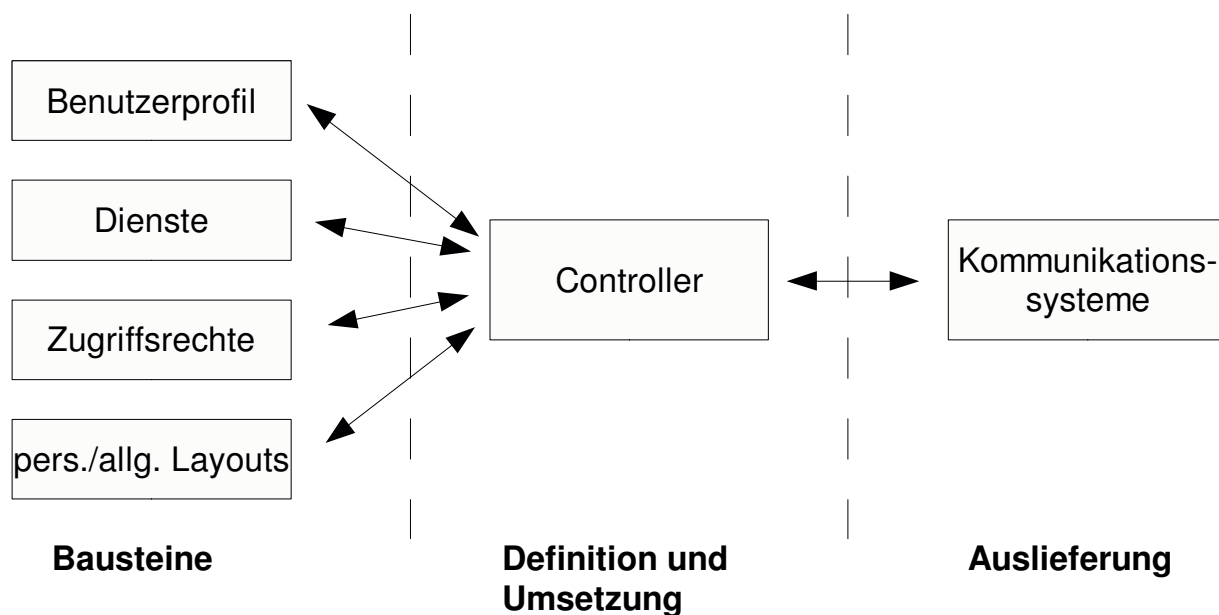 Benutzerprofil
Dienste
Zugriffsrechte
pers./allg. Layouts
Controller
Kommunikations-
systeme
Bausteine
Definition und
Umsetzung
Auslieferung